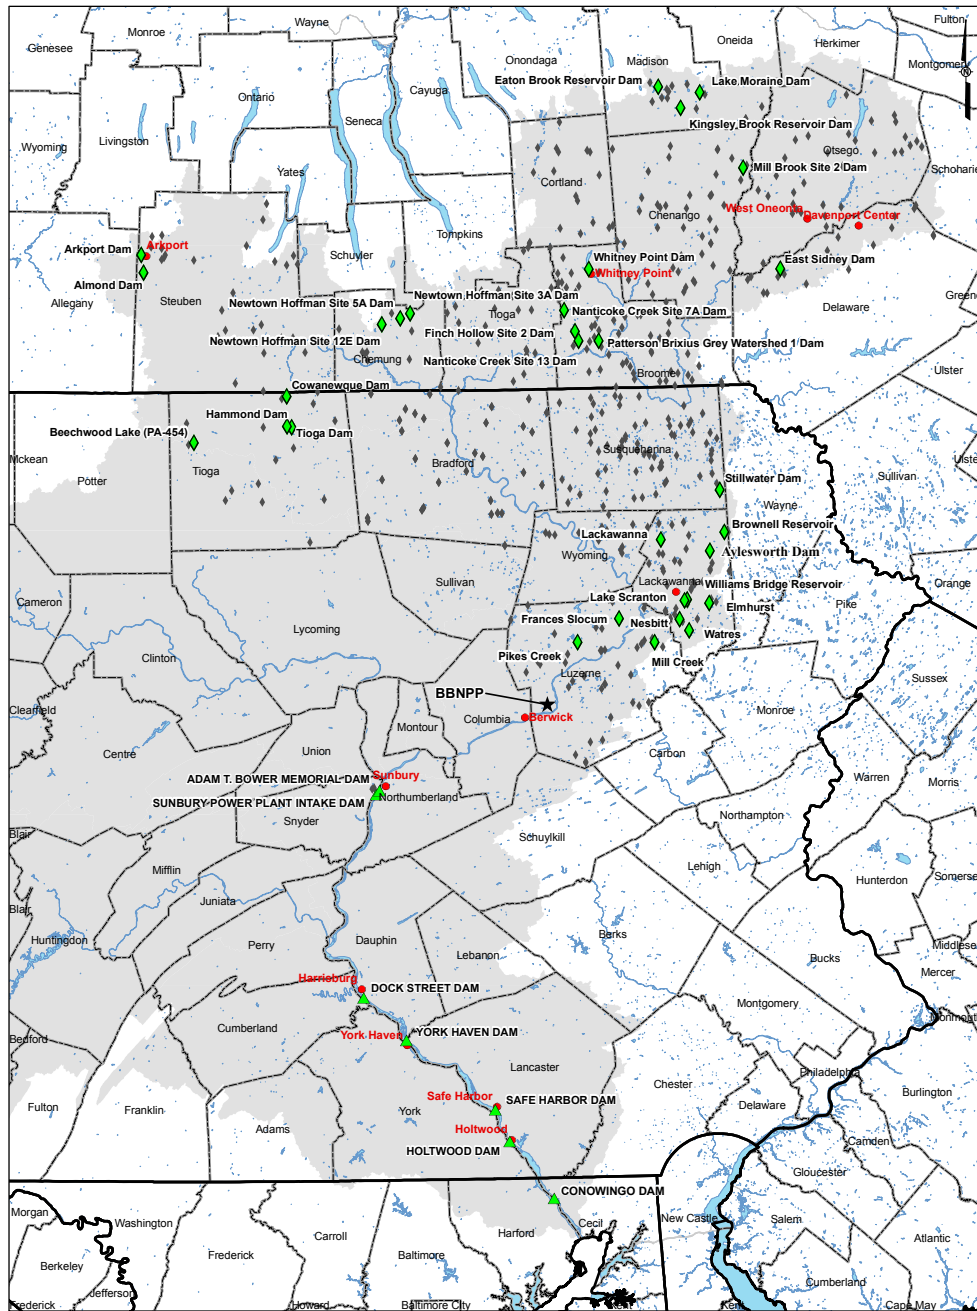 Wayne
Fulton
Monroe
Oneida
Herkimer
Genesee
Onondaga
Madison
Montgomery
®
Eaton Brook Reservoir Dam
Lake Moraine Dam
Cayuga
Ontario
Seneca
Kingsley Brook Reservoir Dam
Livingston
Wyoming
Otsego
Mill Brook Site 2 Dam
Schoharie
Yates
Cortland
West Oneonta
Davenport Center
Chenango
Tompkins
Arkport Dam
Arkport
Schuyler
Whitney Point Dam
East Sidney Dam
Whitney Point
Almond Dam
Allegany
Steuben
Newtown Hoffman Site 3A Dam
Greene
Newtown Hoffman Site 5A Dam
Tioga
Nanticoke Creek Site 7A Dam
Delaware
Finch Hollow Site 2 Dam
Newtown Hoffman Site 12E Dam
Patterson Brixius Grey Watershed 1 Dam
Chemung
Nanticoke Creek Site 13 Dam
Broome
Ulster
Cowanewque Dam
Hammond Dam
Beechwood Lake (PA-454)
Tioga Dam
Mckean
Susquehanna
Bradford
Ulster
Tioga
Potter
Sullivan
Stillwater Dam
Wayne
Brownell Reservoir
Lackawanna
Wyoming
Aylesworth Dam
Sullivan
Lackawanna
Williams Bridge Reservoir
Orange
Cameron
Lake Scranton
Elmhurst
Pike
Frances Slocum
Nesbitt
Lycoming
Watres
Pikes Creek
Clinton
Mill Creek
Luzerne
Sussex
BBNPP
Clearfield
Monroe
Columbia
Berwick
Montour
Centre
Union
Carbon
Warren
ADAM T. BOWER MEMORIAL DAM
Sunbury
Morris
SUNBURY POWER PLANT INTAKE DAM
Northumberland
Northampton
Snyder
Blair
Schuylkill
Mifflin
Lehigh
Hunterdon
Somerset
Juniata
Blair
Huntingdon
Perry
Dauphin
Berks
Middlesex
Lebanon
Bucks
Mercer
Harrisburg
DOCK STREET DAM
Montgomery
Monmouth
Cumberland
York Haven
YORK HAVEN DAM
Bedford
Lancaster
Philadelphia
Chester
Burlington
Safe Harbor
SAFE HARBOR DAM
Fulton
Franklin
York
Delaware
Adams
Holtwood
Camden
HOLTWOOD DAM
Gloucester
CONOWINGO DAM
Morgan
Washington
New Castle
Salem
Cecil
Carroll
Harford
Atlantic
Frederick
Baltimore
Berkeley
Cumberland
Jefferson
Frederick
Howard
Baltimore City
Kent
Kent
Cape May